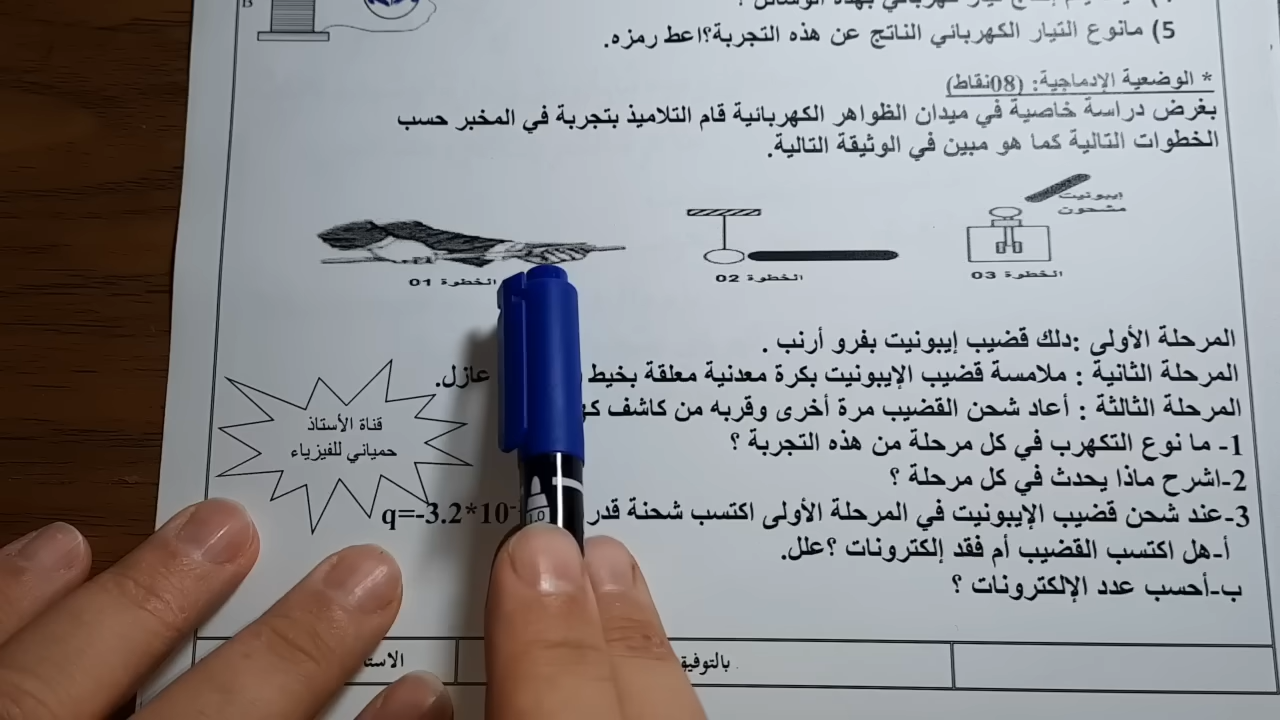 5) مانوع التيار الكهربائي الناتج عن هذه التجربة؟اعط رمزه.
* الوضعية الإدماجية: (08نقاط)
بغرض دراسة خاصية في ميدان الظواهر الكهربائية قام التلاميذ بتجربة في المخبر حسب
الخطوات التالية كما هو مبين في الوثيقة التالية.
إيبونيت
مشحون
الخطوة 03
الخطوة 02
الخطوة 01
المرحلة الأولى :دلك قضيب إيبونيت بفرو أرنب .
المرحلة الثانية : ملامسة قضيب الإيبونيت بكرة معدنية معلقة بخيط عازل.
المرحلة الثالثة : أعاد شحن القضيب مرة أخرى وقربه من كاشف
1- ما نوع التكهرب في كل مرحلة من هذه التجربة ؟
2-اشرح ماذا يحدث في كل مرحلة ؟
3-عند شحن قضيب الإيبونيت في المرحلة الأولى اكتسب شحنة q=-3.2*10
أ-هل اكتسب القضيب أم فقد إلكترونات ؟علل.
ب-أحسب عدد الإلكترونات ؟
قناة الأستاذ
حمياني للفيزياء